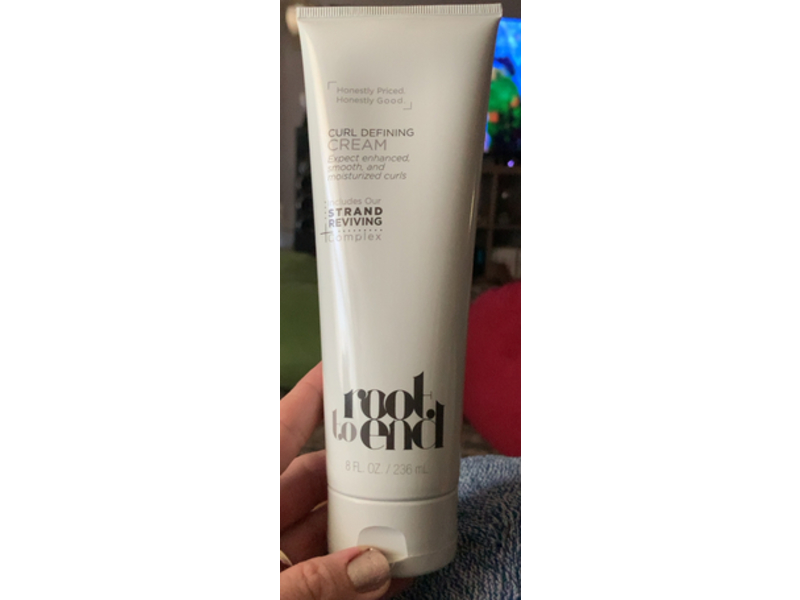 Honestly Priced.
Honestly Good.
CURL DEFINING
CREAM
Expect enhanced,
smooth, and
moisturized curls
Includes Our
STRAND
REVIVING
Complex
root
to end
8 FL. OZ. / 236 mL